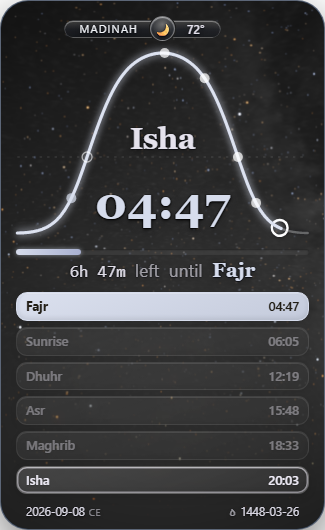 MADINAH 72°
Isha
04:47
6h 47m left until Fajr
Fajr 04:47
Sunrise 06:05
Dhuhr 12:19
Asr 15:48
Maghrib 18:33
Isha 20:03
2026-09-08 CE 1448-03-26